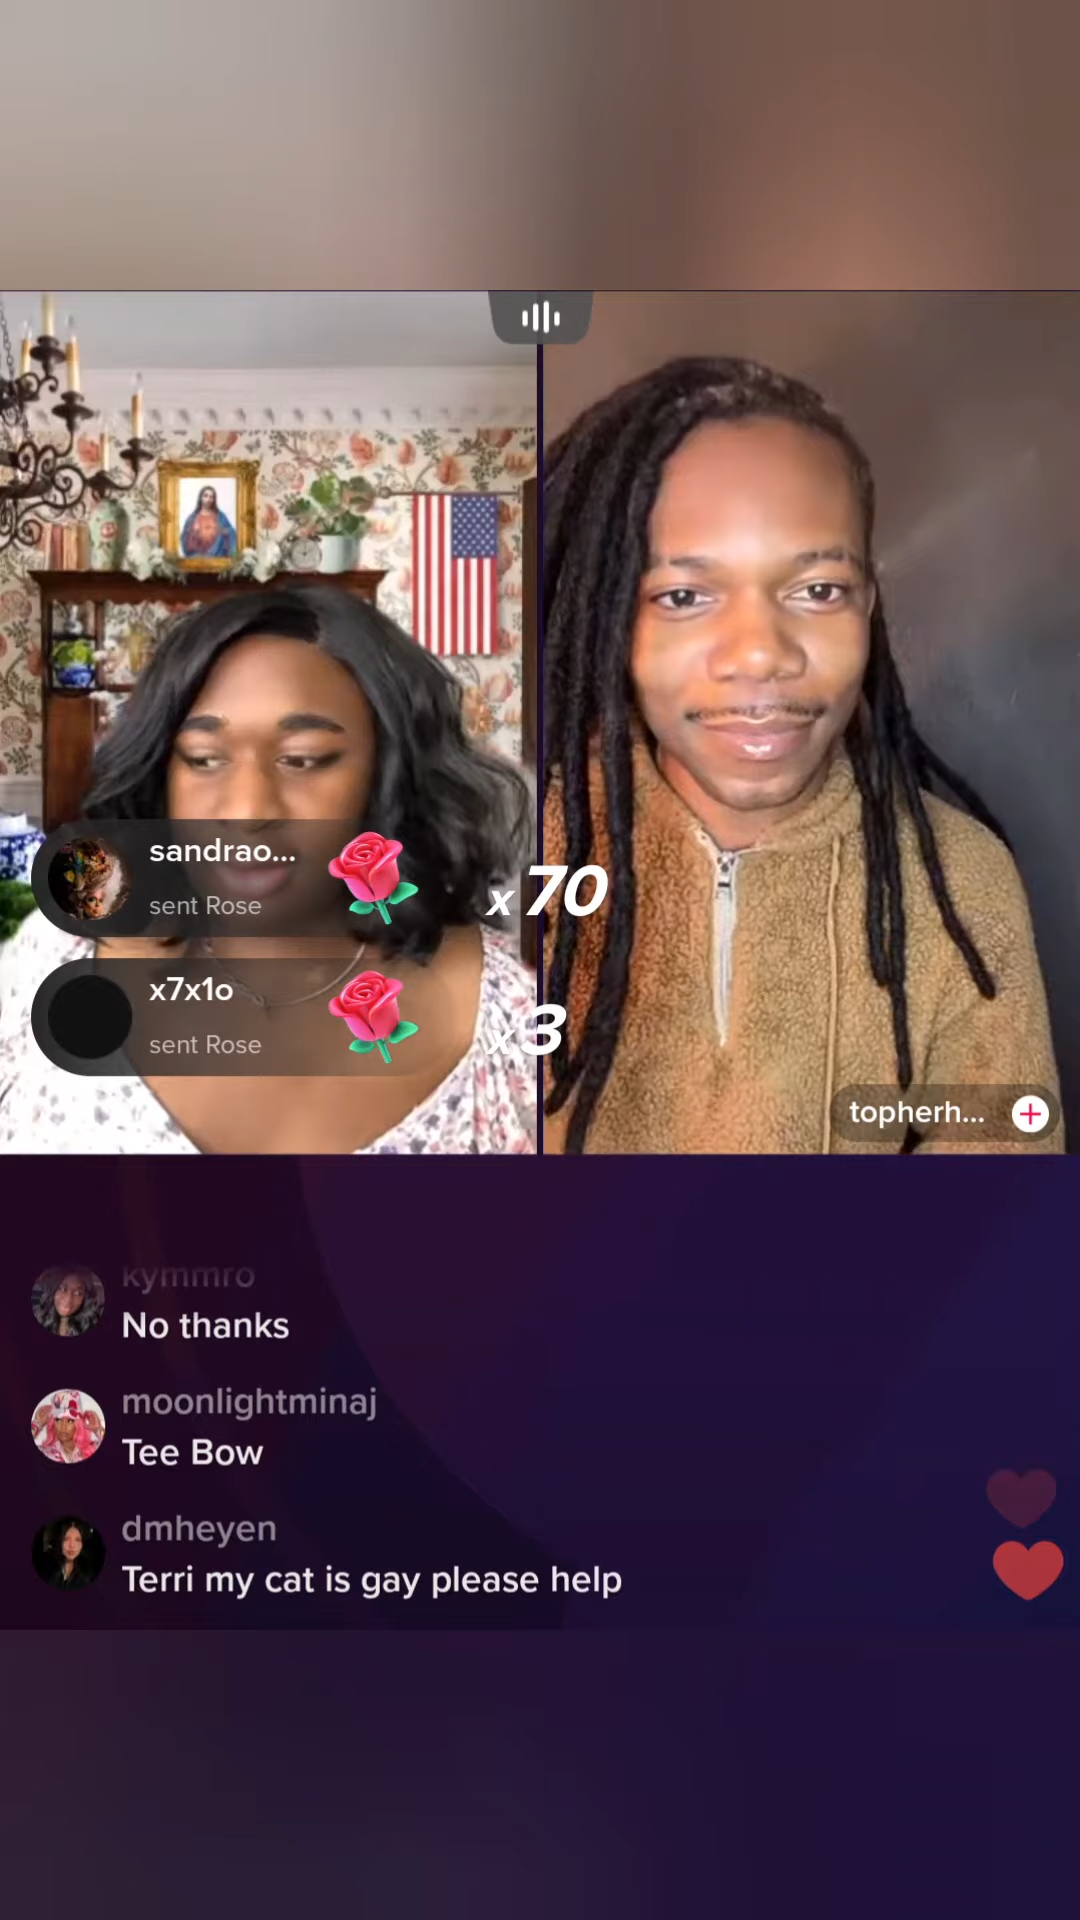 sandrao...
sent Rose
x 70
x7x1o
sent Rose
x3
topherh...
kymmro
No thanks
moonlightminaj
Tee Bow
dmheyen
Terri my cat is gay please help